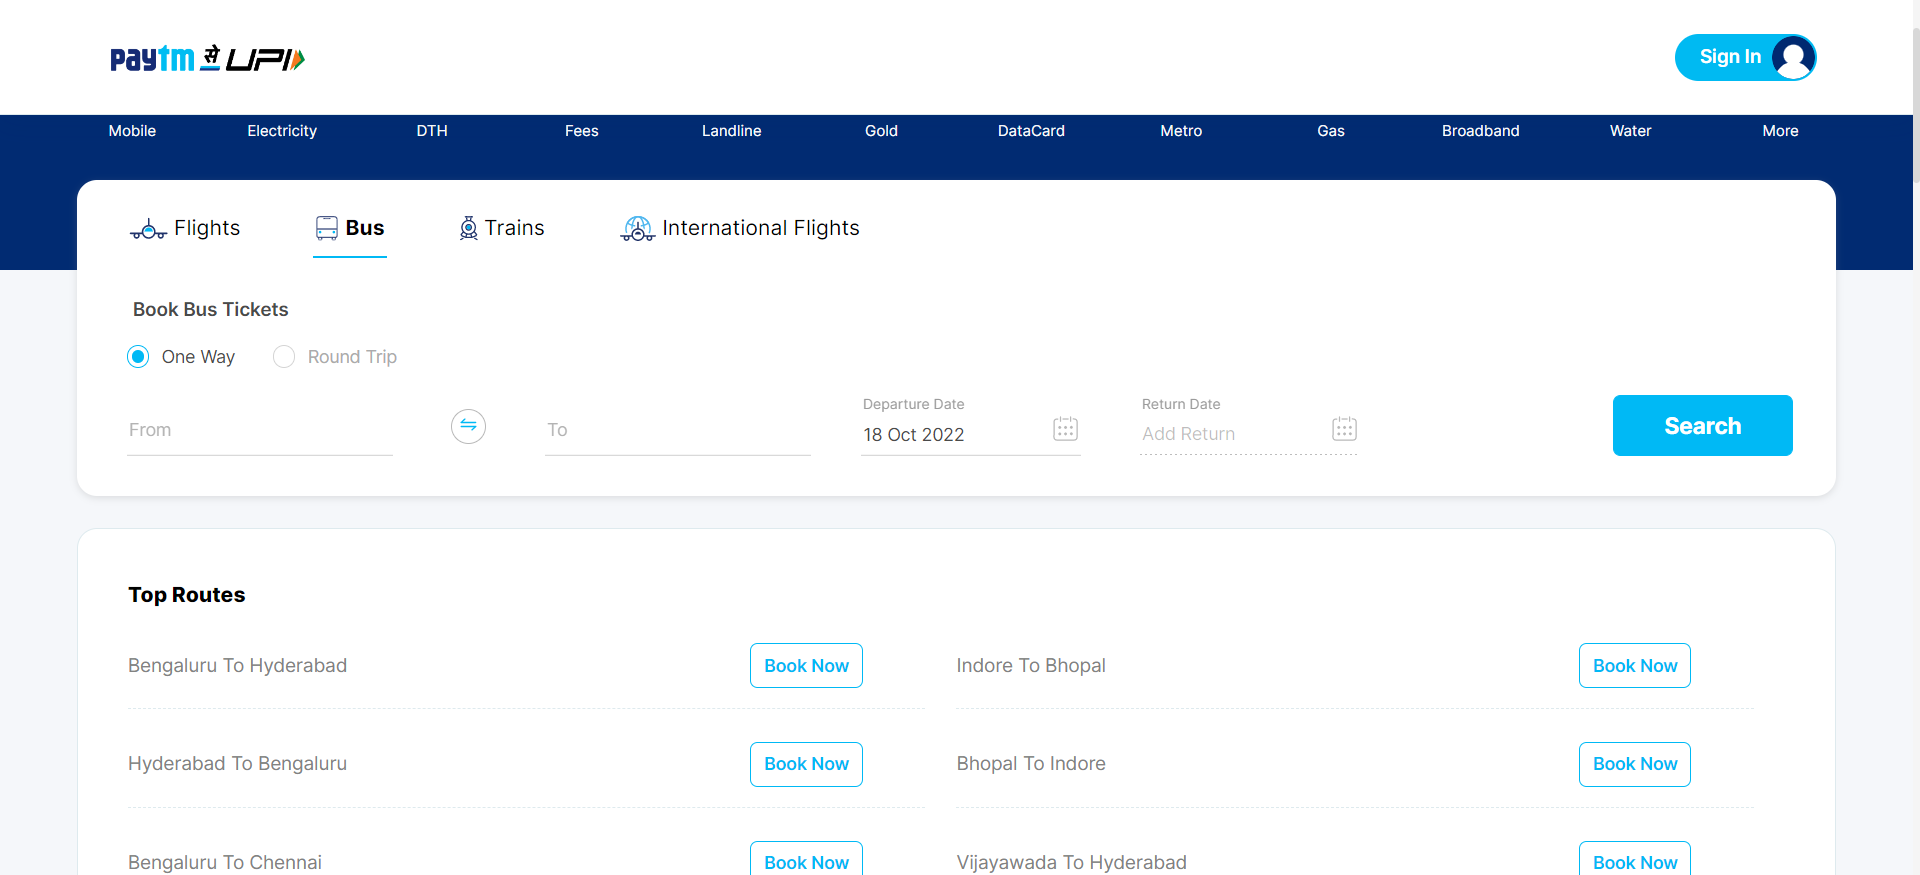 paytm से UPI
Sign In
Mobile Electricity DTH Fees Landline Gold DataCard Metro Gas Broadband Water More
Flights Bus Trains International Flights
Book Bus Tickets
One Way Round Trip
Departure Date Return Date
From To 18 Oct 2022 Add Return Search
Top Routes
Bengaluru To Hyderabad Book Now Indore To Bhopal Book Now
Hyderabad To Bengaluru Book Now Bhopal To Indore Book Now
Bengaluru To Chennai Book Now Vijayawada To Hyderabad Book Now